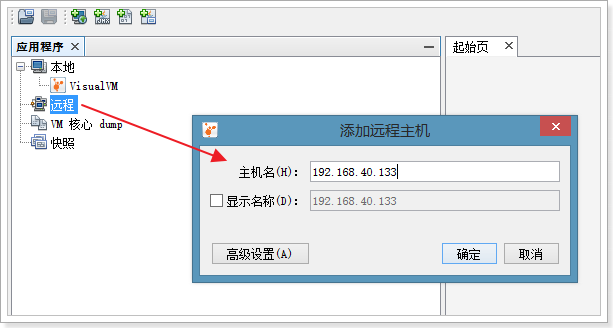 应用程序
起始页
本地
VisualVM
远程
VM 核心 dump
快照
添加远程主机
主机名(H):
192.168.40.133
显示名称(D):
192.168.40.133
高级设置(A)
确定
取消